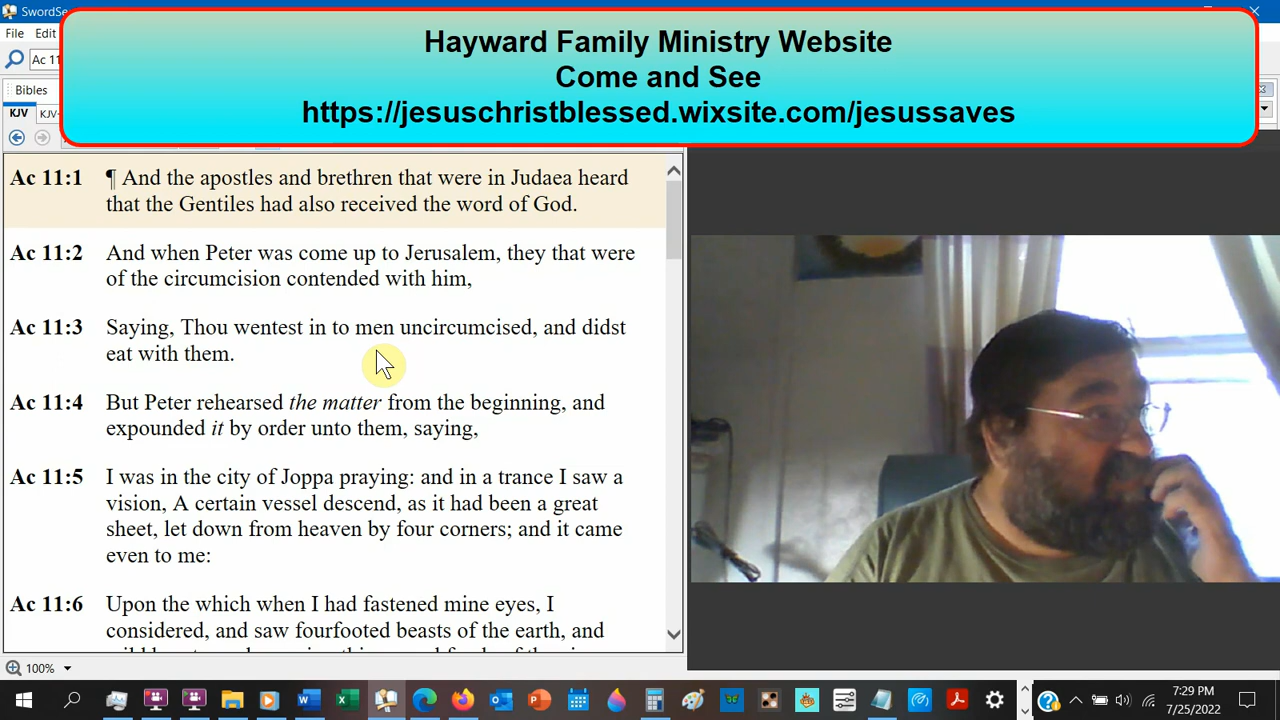 SwordSe
Hayward Family Ministry Website
Come and See
https://jesuschristblessed.wixsite.com/jesussaves
File Edit
Ac 11
Bibles
KJV KJV
Ac 11:1 ¶ And the apostles and brethren that were in Judaea heard
that the Gentiles had also received the word of God.
Ac 11:2 And when Peter was come up to Jerusalem, they that were
of the circumcision contended with him,
Ac 11:3 Saying, Thou wentest in to men uncircumcised, and didst
eat with them.
Ac 11:4 But Peter rehearsed the matter from the beginning, and
expounded it by order unto them, saying,
Ac 11:5 I was in the city of Joppa praying: and in a trance I saw a
vision, A certain vessel descend, as it had been a great
sheet, let down from heaven by four corners; and it came
even to me:
Ac 11:6 Upon the which when I had fastened mine eyes, I
considered, and saw fourfooted beasts of the earth, and
100%
7:29 PM
7/25/2022